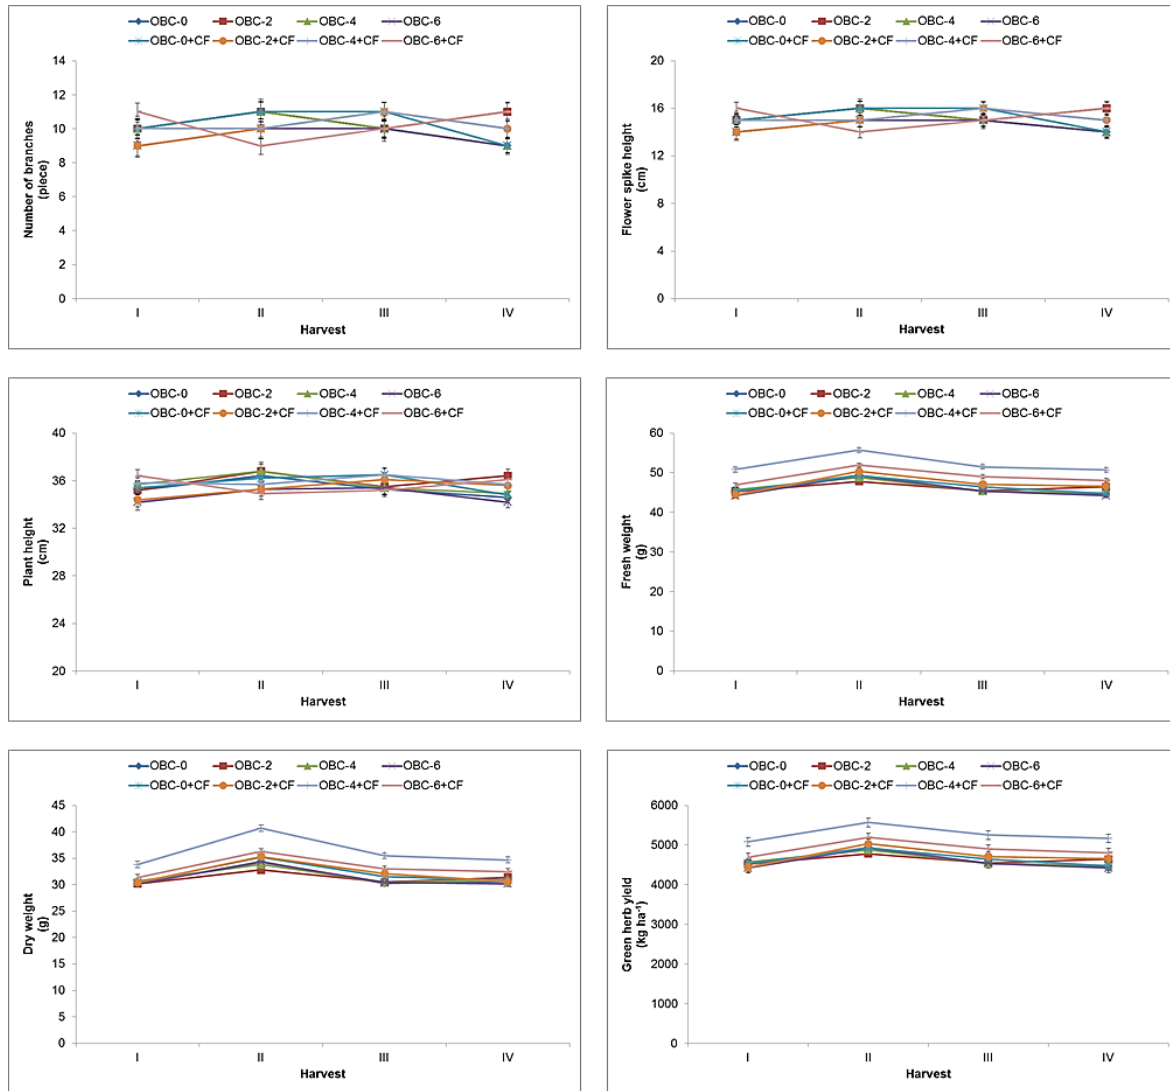 OBC-0 OBC-2 OBC-4 OBC-6
OBC-0+CF OBC-2+CF OBC-4+CF OBC-6+CF
Number of branches
(piece)
14
12
10
8
6
4
2
0
I II III IV
Harvest
OBC-0 OBC-2 OBC-4 OBC-6
OBC-0+CF OBC-2+CF OBC-4+CF OBC-6+CF
Flower spike height
(cm)
20
16
12
8
4
0
I II III IV
Harvest
OBC-0 OBC-2 OBC-4 OBC-6
OBC-0+CF OBC-2+CF OBC-4+CF OBC-6+CF
Plant height
(cm)
40
36
32
28
24
20
I II III IV
Harvest
OBC-0 OBC-2 OBC-4 OBC-6
OBC-0+CF OBC-2+CF OBC-4+CF OBC-6+CF
Fresh weight
(g)
60
50
40
30
20
10
0
I II III IV
Harvest
OBC-0 OBC-2 OBC-4 OBC-6
OBC-0+CF OBC-2+CF OBC-4+CF OBC-6+CF
Dry weight
(g)
45
40
35
30
25
20
15
10
5
0
I II III IV
Harvest
OBC-0 OBC-2 OBC-4 OBC-6
OBC-0+CF OBC-2+CF OBC-4+CF OBC-6+CF
Green herb yield
(kg ha⁻¹)
6000
5000
4000
3000
2000
1000
0
I II III IV
Harvest